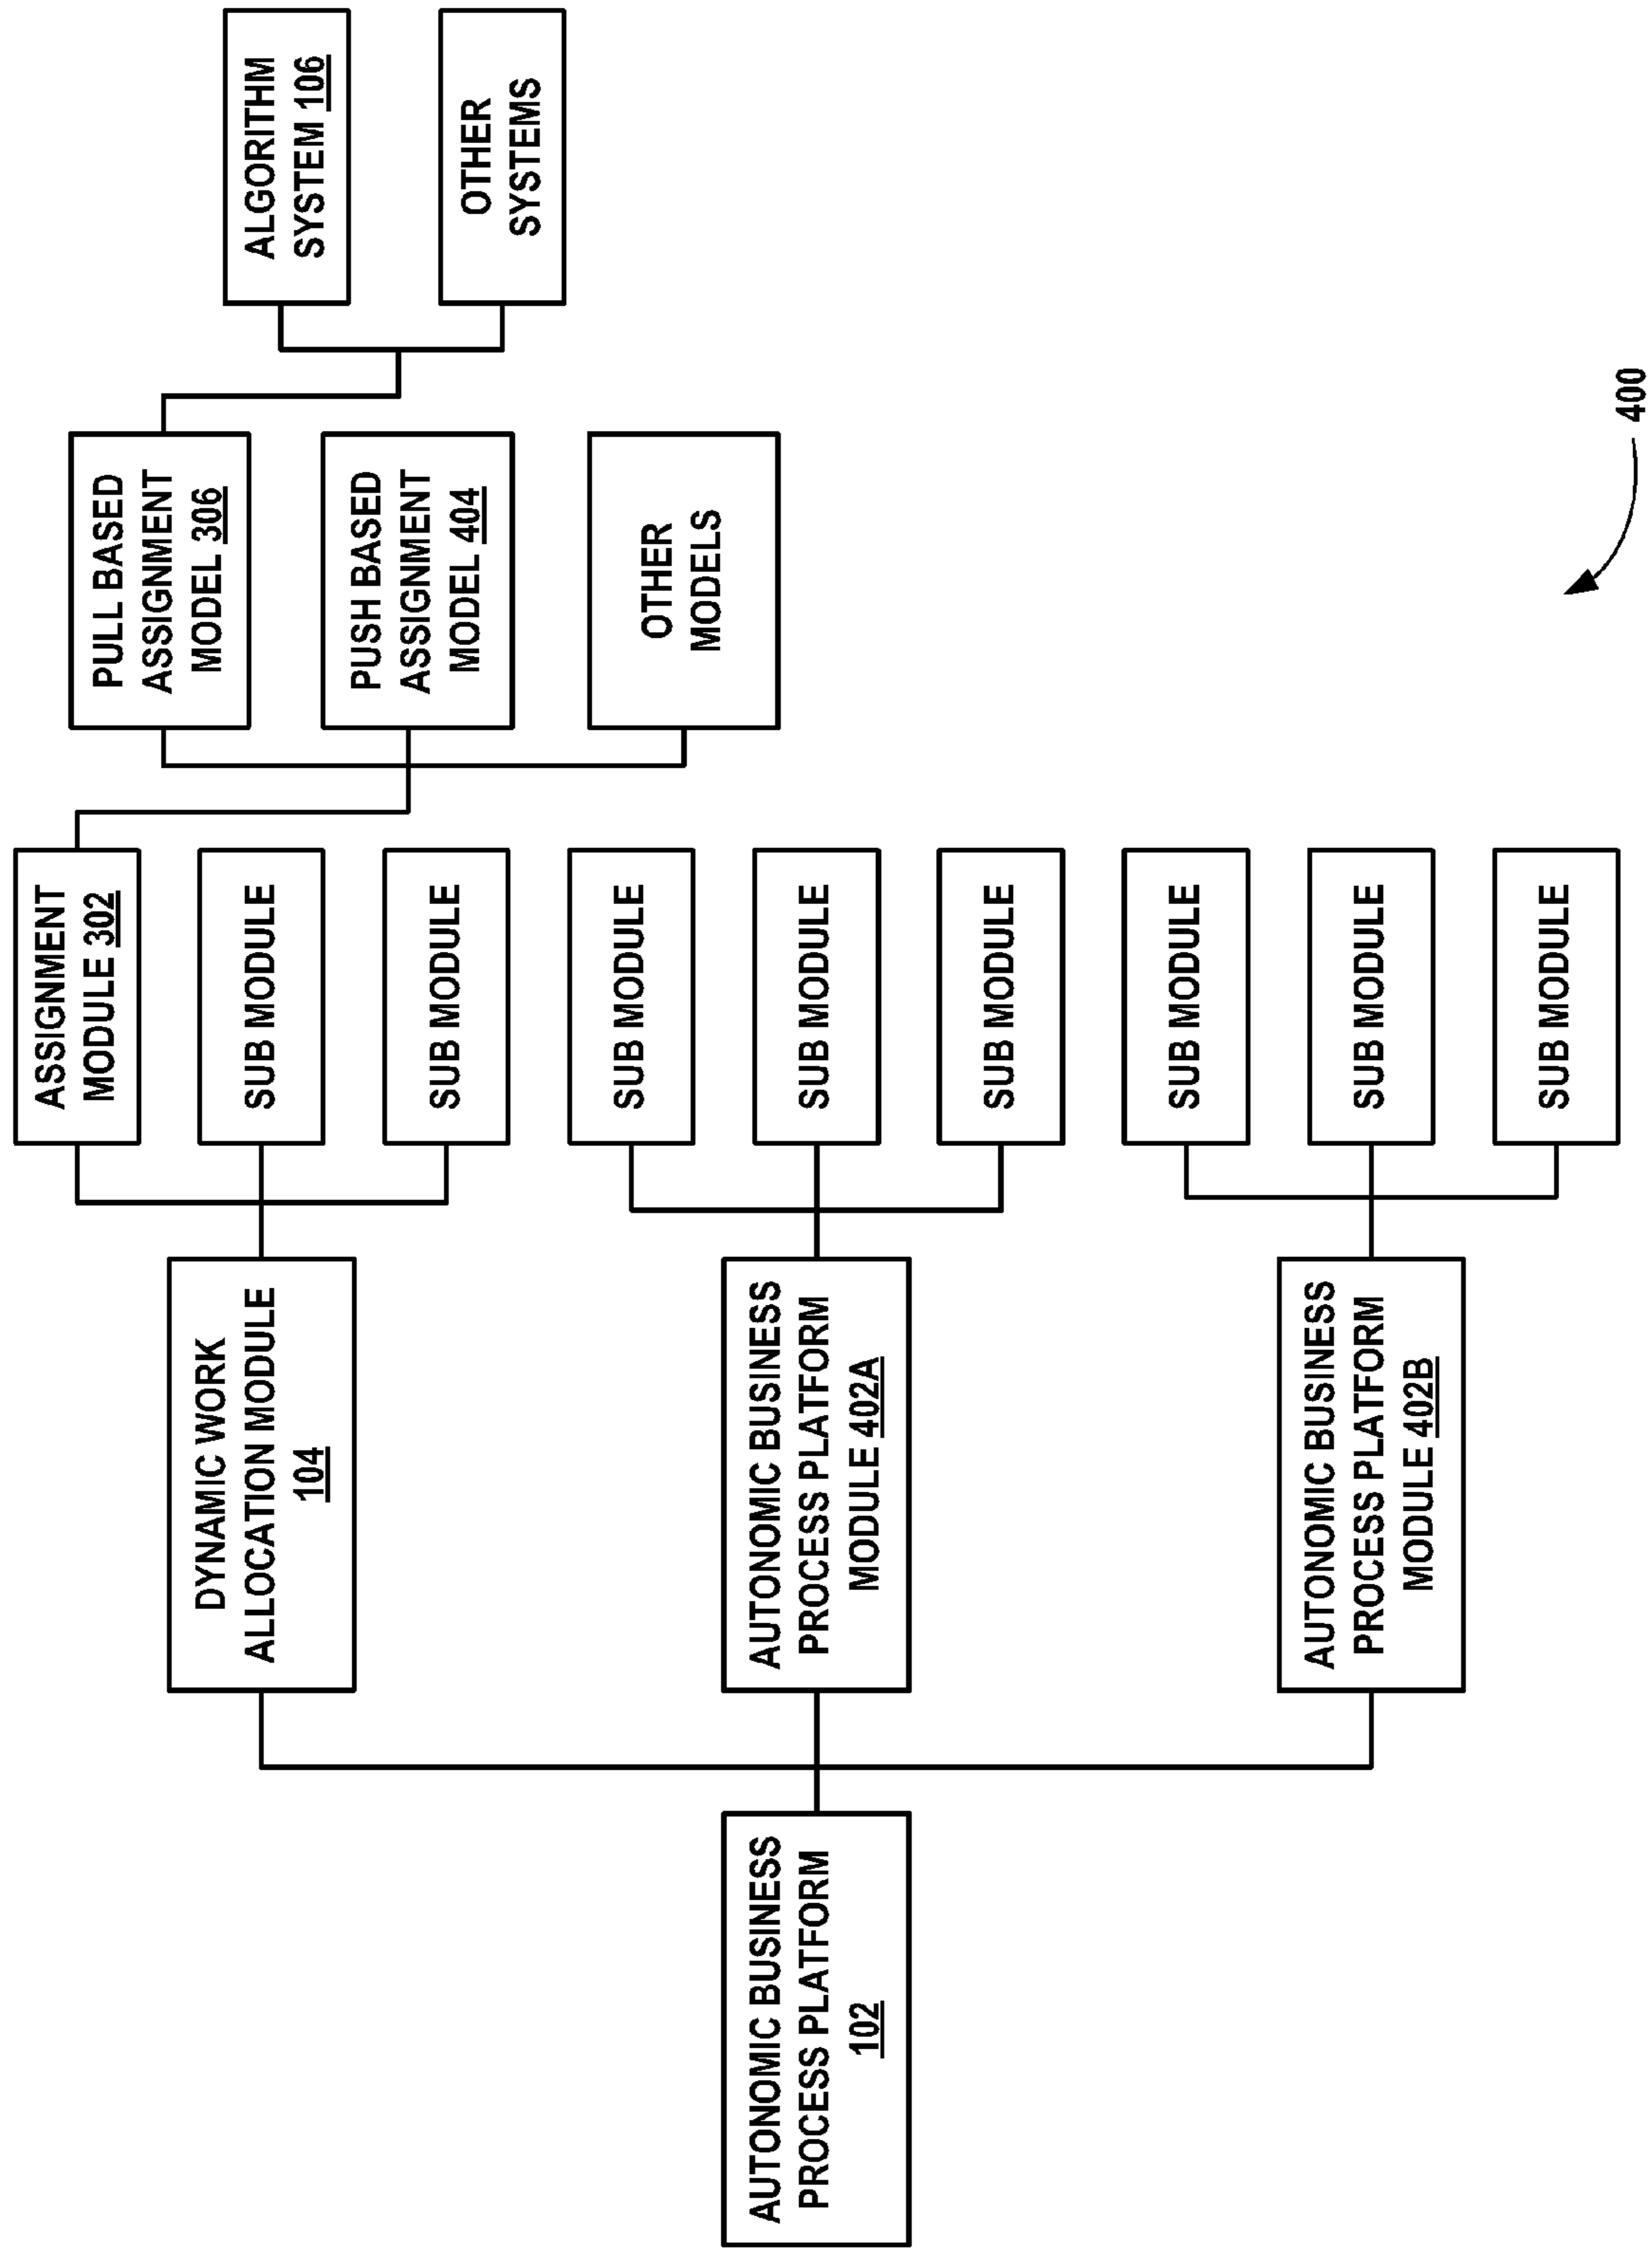 AUTONOMIC BUSINESS
PROCESS PLATFORM
102
DYNAMIC WORK
ALLOCATION MODULE
104
AUTONOMIC BUSINESS
PROCESS PLATFORM
MODULE 402A
AUTONOMIC BUSINESS
PROCESS PLATFORM
MODULE 402B
ASSIGNMENT
MODULE 302
SUB MODULE
SUB MODULE
SUB MODULE
SUB MODULE
SUB MODULE
SUB MODULE
SUB MODULE
SUB MODULE
PULL BASED
ASSIGNMENT
MODEL 306
PUSH BASED
ASSIGNMENT
MODEL 404
OTHER
MODELS
ALGORITHM
SYSTEM 106
OTHER
SYSTEMS
400